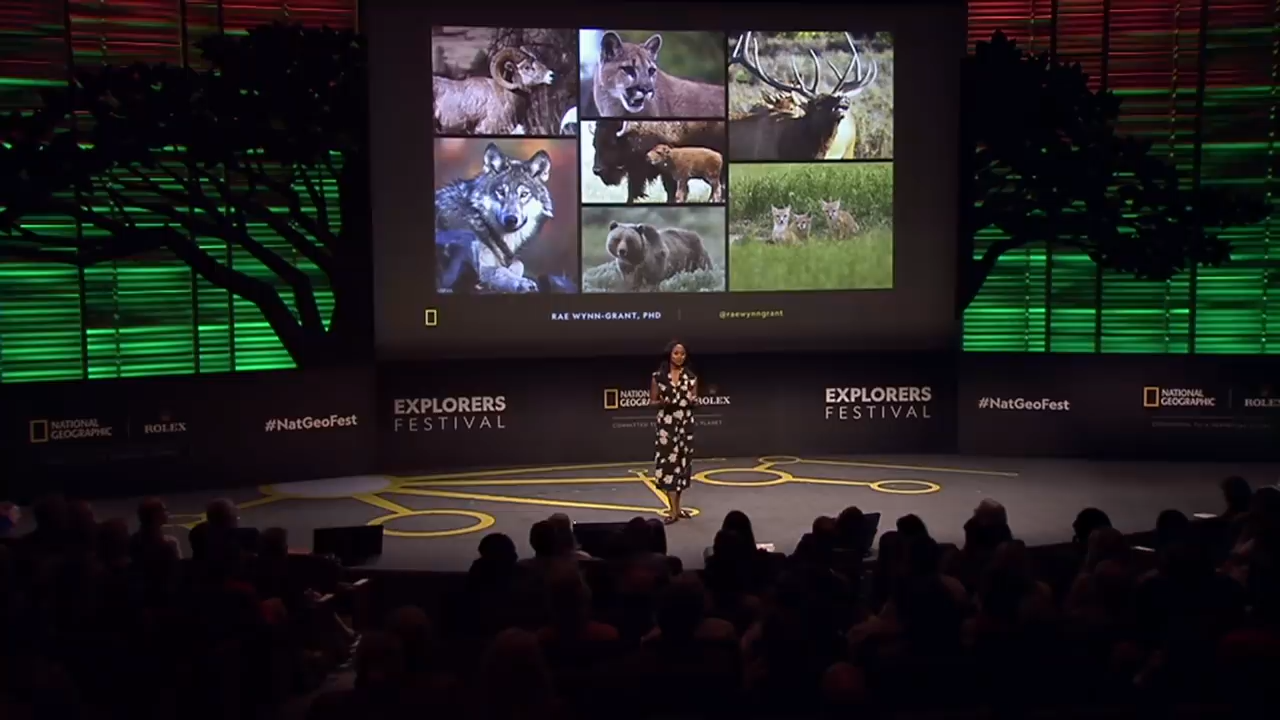 RAE WYNN-GRANT, PHD
@raewynngrant
NATIONAL
GEOGRAPHIC
ROLEX
#NatGeoFest
EXPLORERS
FESTIVAL
ROLEX
EXPLORERS
FESTIVAL
#NatGeoFest
NATIONAL
GEOGRAPHIC